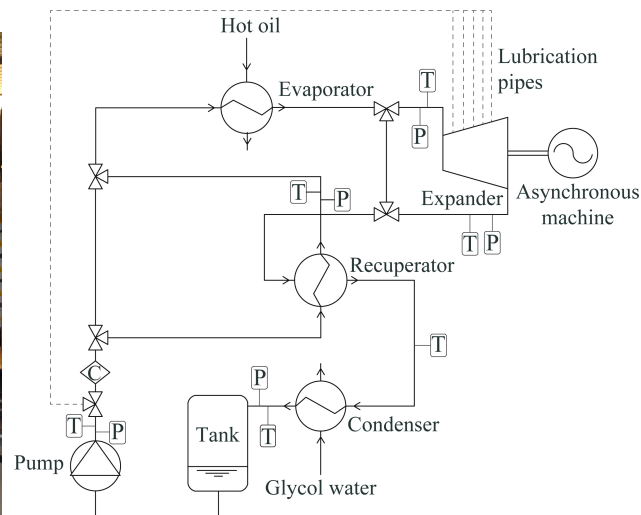 Hot oil
Lubrication
pipes
Evaporator
T
P
Expander
Asynchronous
machine
T
P
T
P
Recuperator
T
C
P
T
Condenser
Tank
T
P
Pump
Glycol water